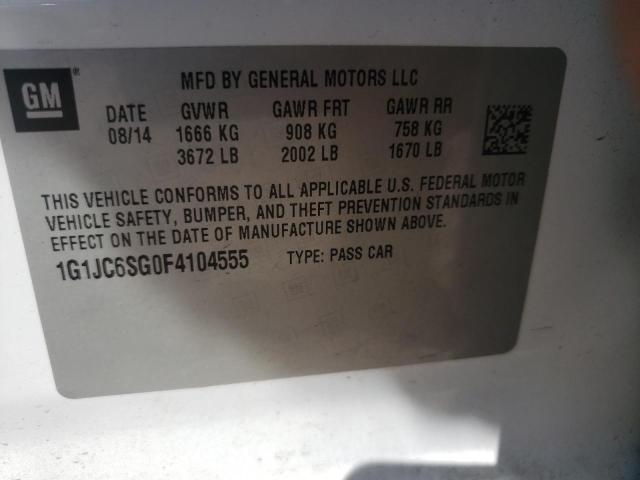 GM ®
MFD BY GENERAL MOTORS LLC
DATE GVWR GAWR FRT GAWR RR
08/14 1666 KG 908 KG 758 KG
3672 LB 2002 LB 1670 LB
THIS VEHICLE CONFORMS TO ALL APPLICABLE U.S. FEDERAL MOTOR
VEHICLE SAFETY, BUMPER, AND THEFT PREVENTION STANDARDS IN
EFFECT ON THE DATE OF MANUFACTURE SHOWN ABOVE.
1G1JC6SG0F4104555 TYPE: PASS CAR